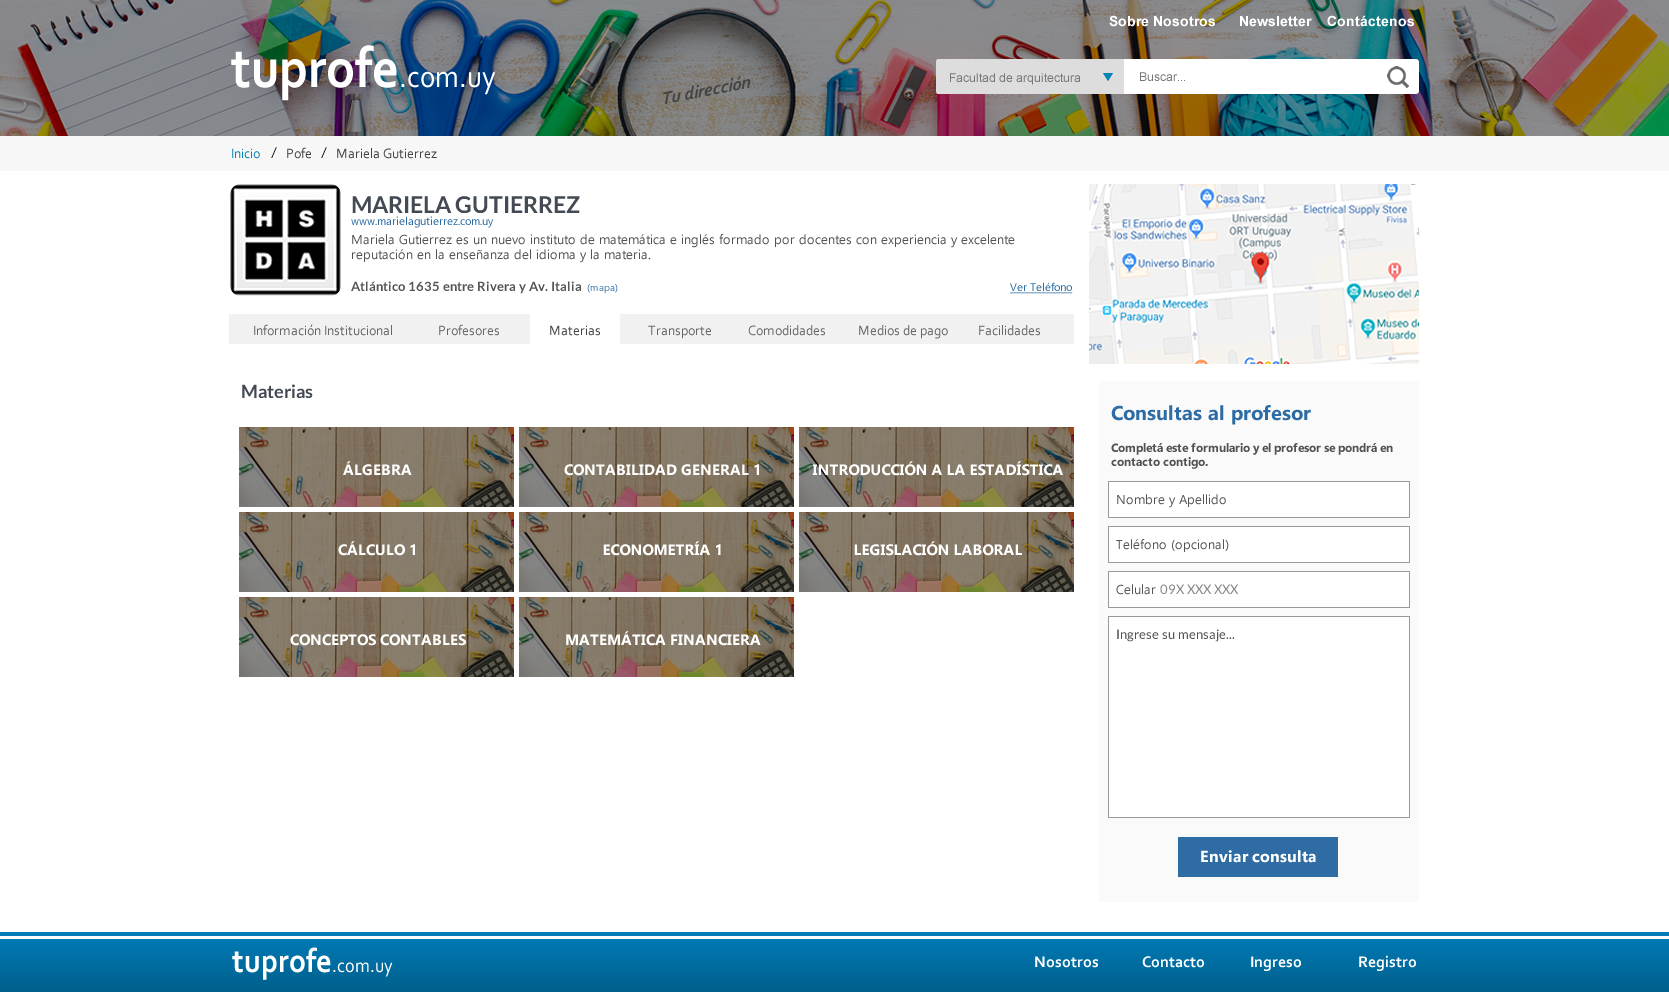 Sobre Nosotros Newsletter Contáctenos
tuprofe.com.uy
Facultad de arquitectura Buscar...
Tu dirección
Inicio / Pofe / Mariela Gutierrez
HS
DA
MARIELA GUTIERREZ
www.marielagutierrez.com.uy
Mariela Gutierrez es un nuevo instituto de matemática e inglés formado por docentes con experiencia y excelente
reputación en la enseñanza del idioma y la materia.
Atlántico 1635 entre Rivera y Av. Italia (mapa)
Ver Teléfono
Casa Sanz
Electrical Supply Store
Fivisa
Paraguay
El Emporio de
los Sandwiches
Universidad
ORT Uruguay
(Campus
Centro)
Yi
Universo Binario
Museo del A
Parada de Mercedes
y Paraguay
Museo de
Eduardo
ore
Google
Información Institucional Profesores Materias Transporte Comodidades Medios de pago Facilidades
Materias
ÁLGEBRA
CONTABILIDAD GENERAL 1
INTRODUCCIÓN A LA ESTADÍSTICA
CÁLCULO 1
ECONOMETRÍA 1
LEGISLACIÓN LABORAL
CONCEPTOS CONTABLES
MATEMÁTICA FINANCIERA
Consultas al profesor
Completá este formulario y el profesor se pondrá en
contacto contigo.
Nombre y Apellido
Teléfono (opcional)
Celular 09X XXX XXX
Ingrese su mensaje...
Enviar consulta
tuprofe.com.uy
Nosotros Contacto Ingreso Registro